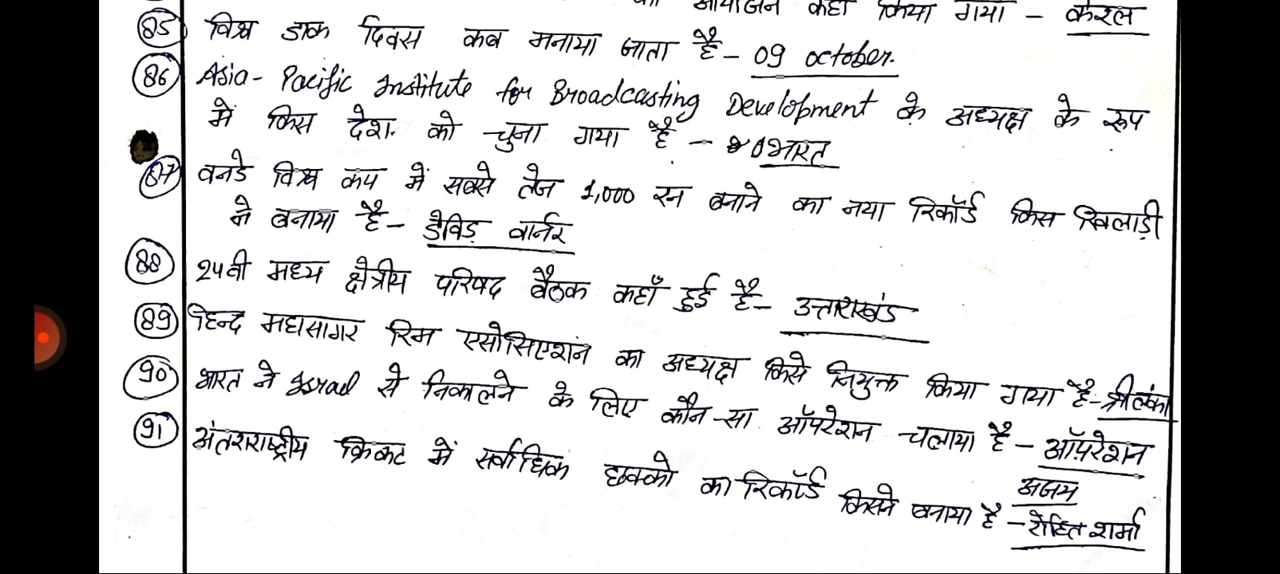 आयोजन कहाँ किया गया - केरल
85 विश्व डाक दिवस कब मनाया जाता है - 09 october.
86 Asia-Pacific Institute for Broadcasting Development के अध्यक्ष के रूप
में किस देश को चुना गया है - भारत
87 वनडे विश्व कप में सबसे तेज 1,000 रन बनाने का नया रिकॉर्ड किस खिलाड़ी
ने बनाया है - डेविड़ वार्नर
88 24वी मध्य क्षेत्रीय परिषद बैठक कहाँ हुई है - उत्तराखंड
89 हिन्द महासागर रिम एसोसिएशन का अध्यक्ष किसे नियुक्त किया गया है - श्रीलंका
90 भारत ने Israel से निकालने के लिए कौन-सा ऑपरेशन चलाया है - ऑपरेशन
अजय
91 अंतराराष्ट्रीय क्रिकट में सर्वाधिक छक्को का रिकॉर्ड किसने बनाया है - रोहित शर्मा